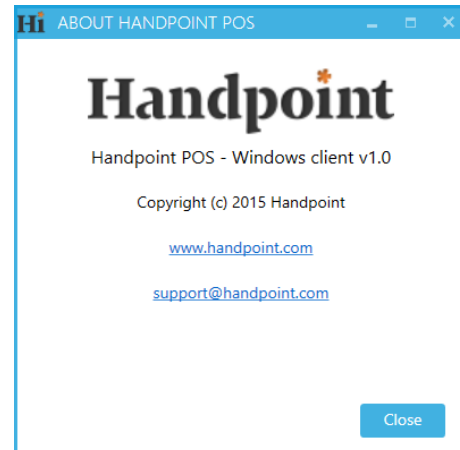 Hi ABOUT HANDPOINT POS
Handpoint
Handpoint POS - Windows client v1.0
Copyright (c) 2015 Handpoint
www.handpoint.com
support@handpoint.com
Close